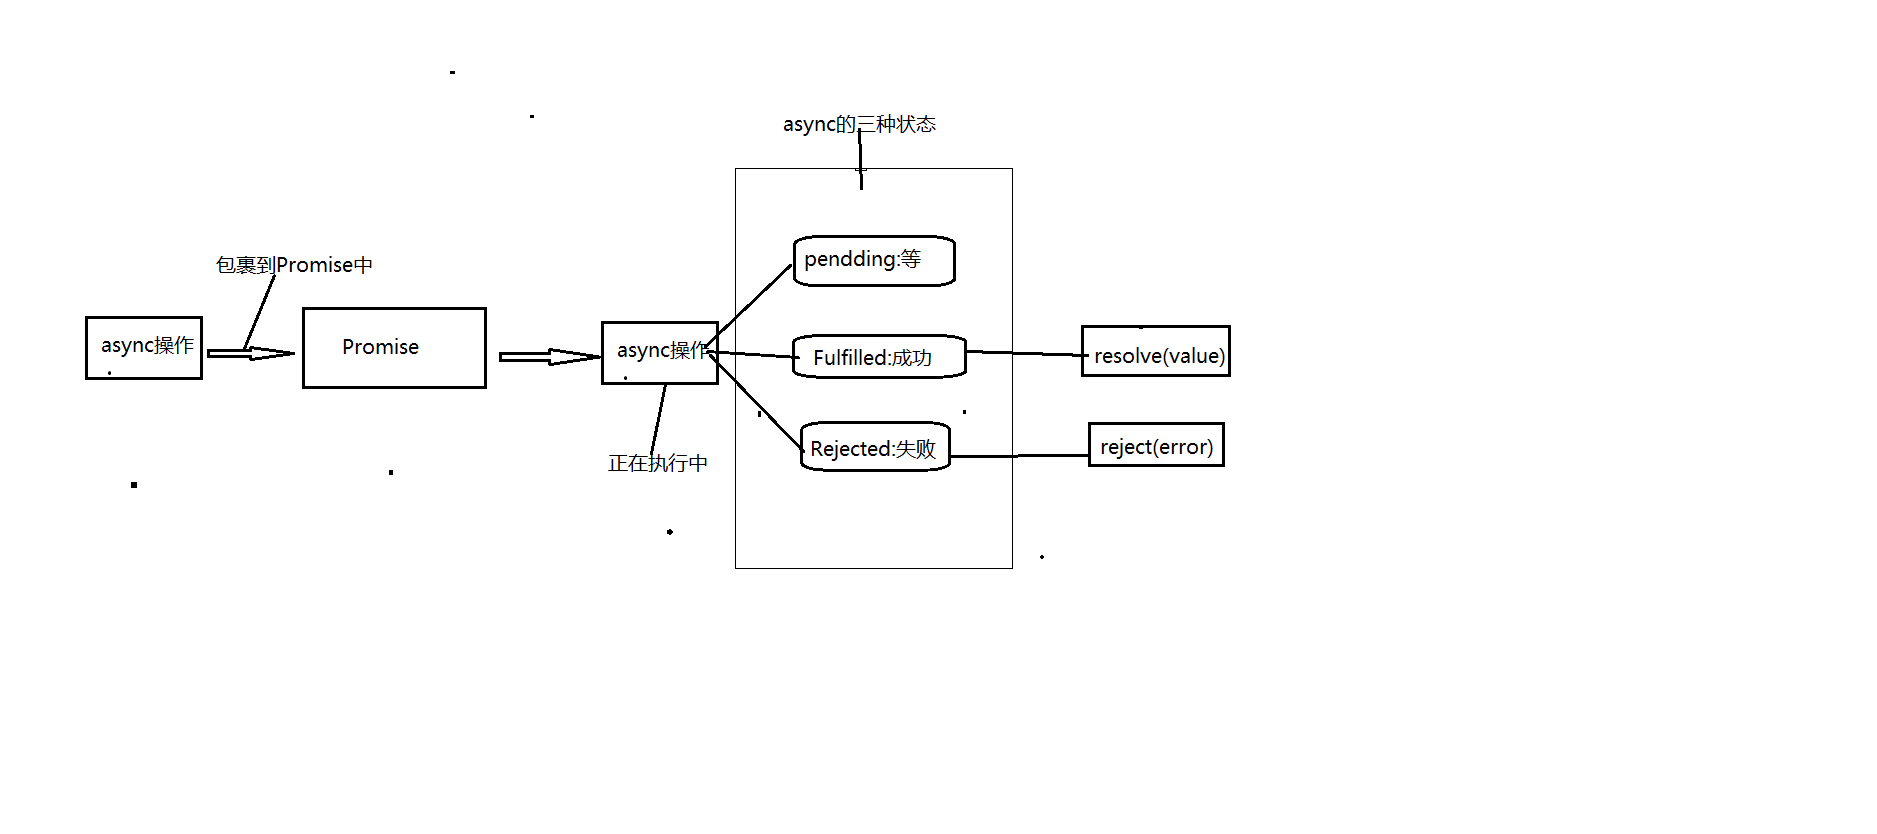 async的三种状态
包裹到Promise中
pendding:等
async操作
Promise
async操作
Fulfilled:成功
resolve(value)
Rejected:失败
reject(error)
正在执行中